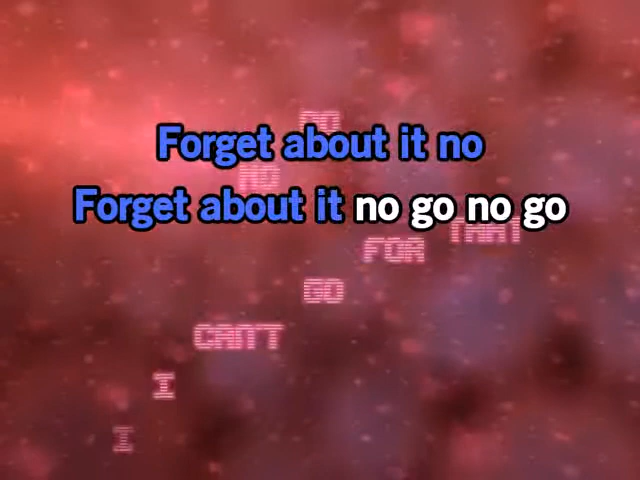 NO
Forget about it no
NO
Forget about it no go no go
THAT
FOR
GO
CAN'T
I
I